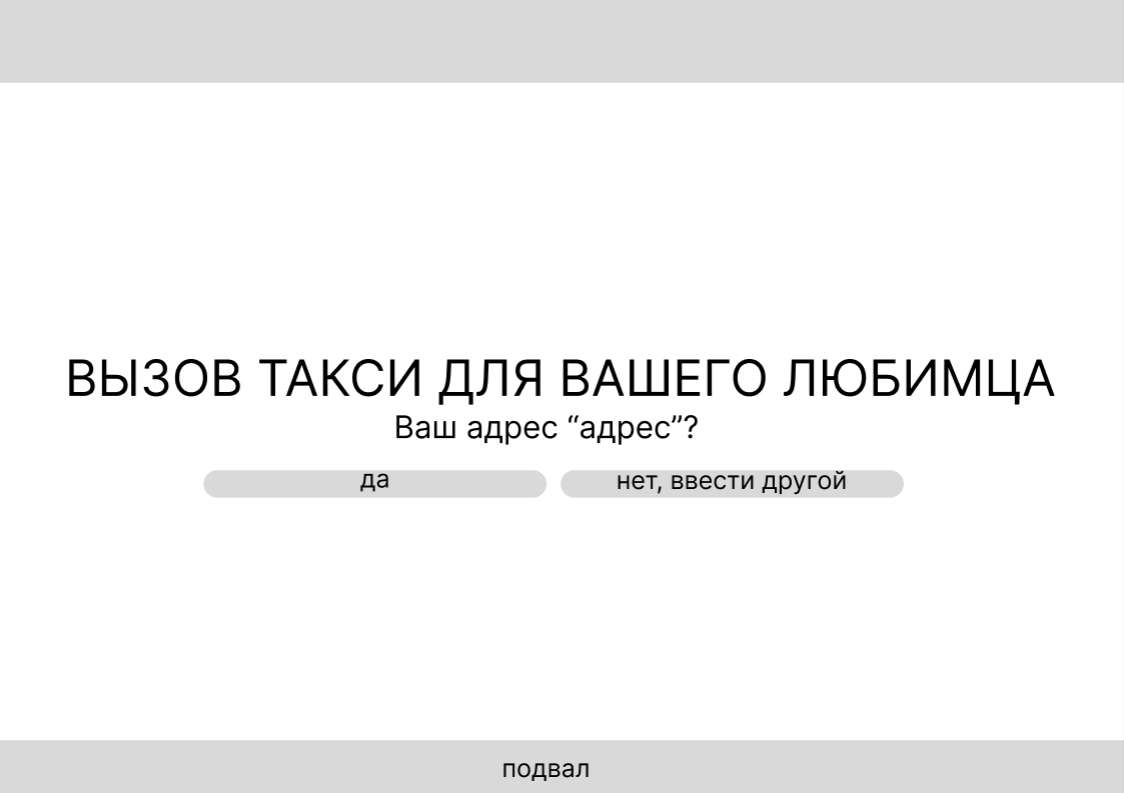 ВЫЗОВ ТАКСИ ДЛЯ ВАШЕГО ЛЮБИМЦА
Ваш адрес “адрес”?
да
нет, ввести другой
подвал